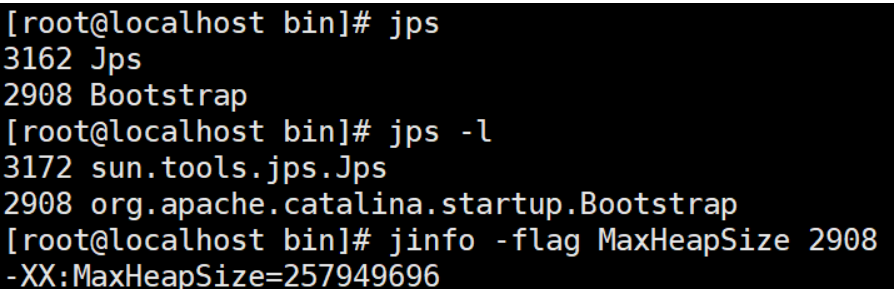 [root@localhost bin]# jps
3162 Jps
2908 Bootstrap
[root@localhost bin]# jps -l
3172 sun.tools.jps.Jps
2908 org.apache.catalina.startup.Bootstrap
[root@localhost bin]# jinfo -flag MaxHeapSize 2908
-XX:MaxHeapSize=257949696